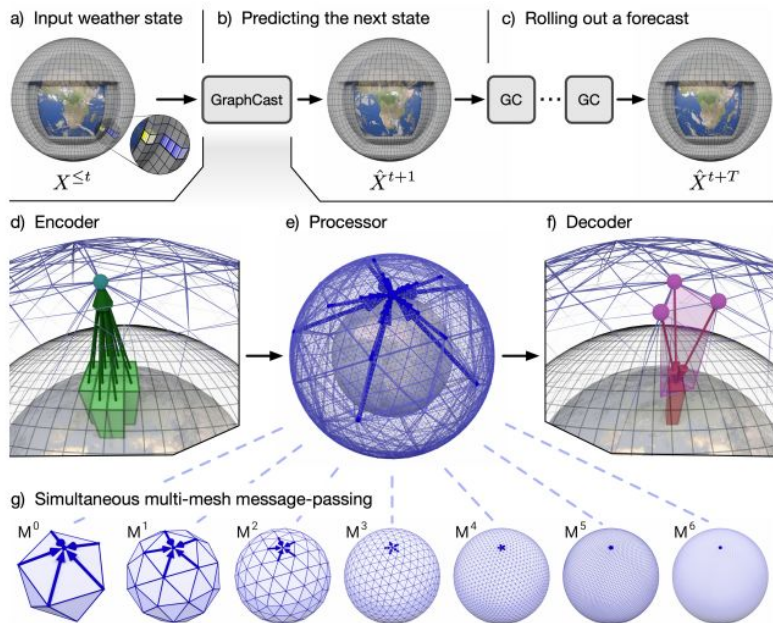 a) Input weather state
b) Predicting the next state
c) Rolling out a forecast
GraphCast
GC
...
GC
X≤t
X̂t+1
X̂t+T
d) Encoder
e) Processor
f) Decoder
g) Simultaneous multi-mesh message-passing
M0
M1
M2
M3
M4
M5
M6